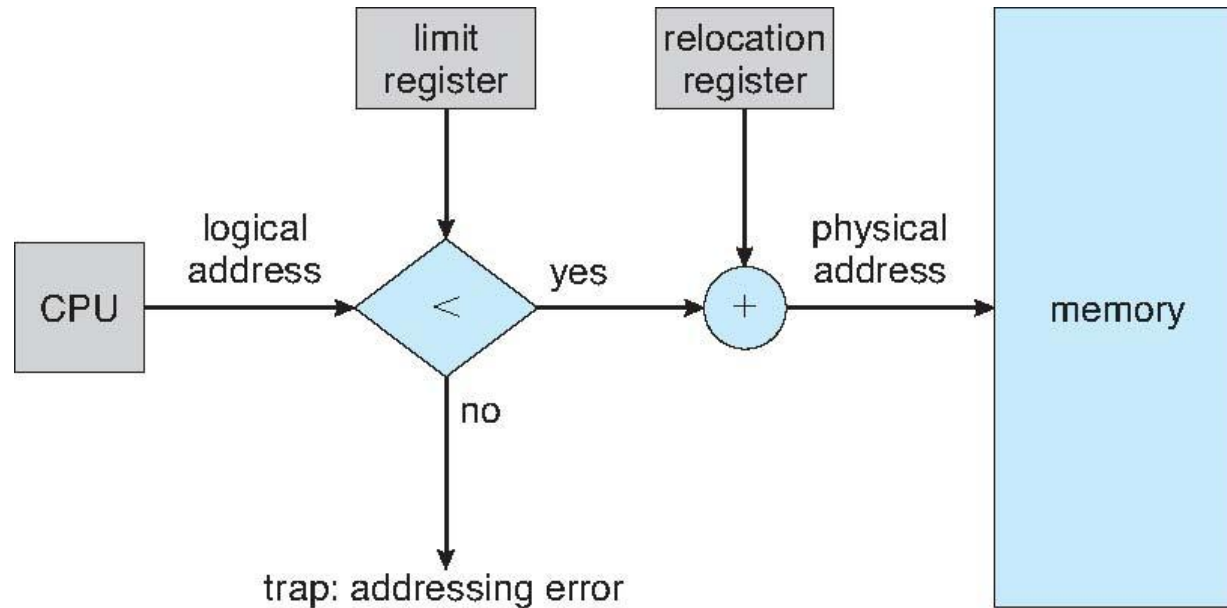 limit
register
relocation
register
logical
address
physical
address
CPU
<
yes
+
memory
no
trap: addressing error